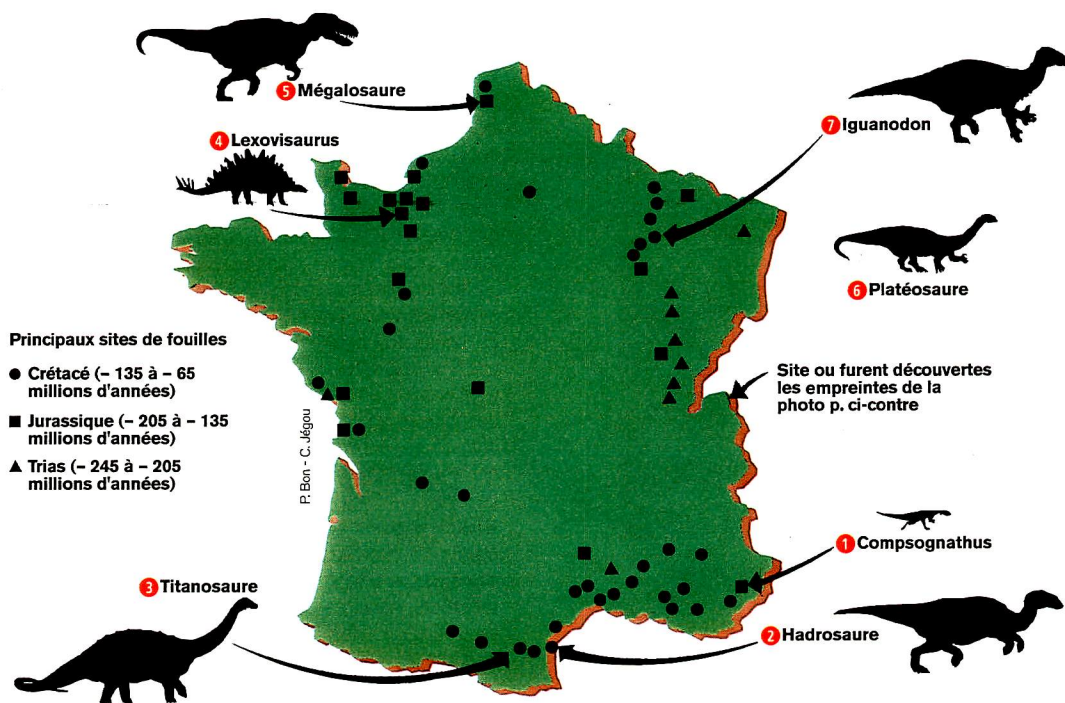 5 Mégalosaure
4 Lexovisaurus
7 Iguanodon
6 Platéosaure
Principaux sites de fouilles
● Crétacé (– 135 à – 65
millions d'années)
■ Jurassique (– 205 à – 135
millions d'années)
▲ Trias (– 245 à – 205
millions d'années)
P. Bon - C. Jégou
Site ou furent découvertes
les empreintes de la
photo p. ci-contre
1 Compsognathus
3 Titanosaure
2 Hadrosaure